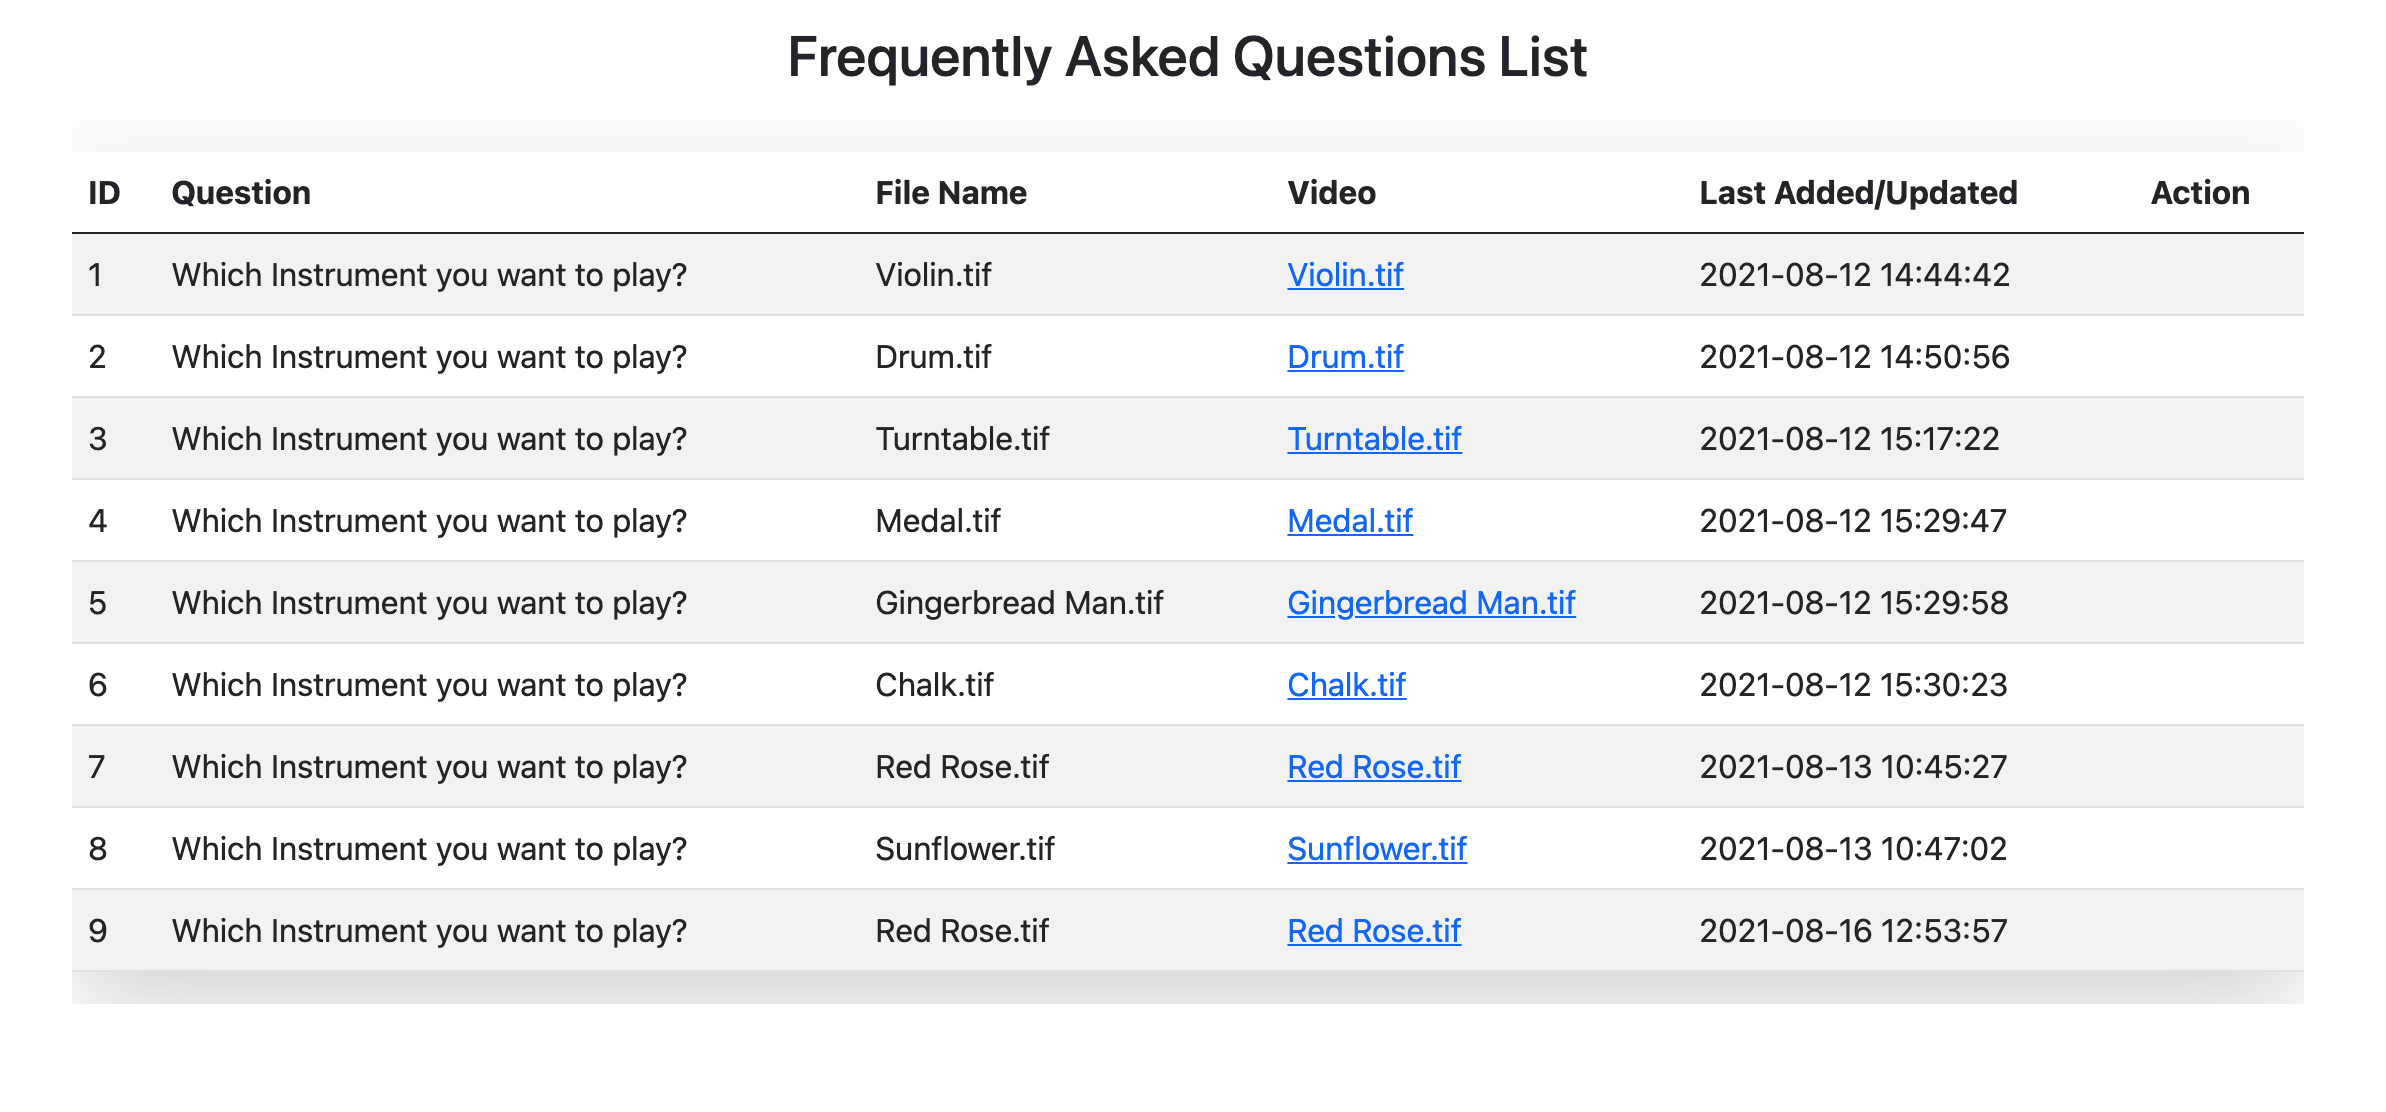 Frequently Asked Questions List
ID Question File Name Video Last Added/Updated Action
1 Which Instrument you want to play? Violin.tif Violin.tif 2021-08-12 14:44:42
2 Which Instrument you want to play? Drum.tif Drum.tif 2021-08-12 14:50:56
3 Which Instrument you want to play? Turntable.tif Turntable.tif 2021-08-12 15:17:22
4 Which Instrument you want to play? Medal.tif Medal.tif 2021-08-12 15:29:47
5 Which Instrument you want to play? Gingerbread Man.tif Gingerbread Man.tif 2021-08-12 15:29:58
6 Which Instrument you want to play? Chalk.tif Chalk.tif 2021-08-12 15:30:23
7 Which Instrument you want to play? Red Rose.tif Red Rose.tif 2021-08-13 10:45:27
8 Which Instrument you want to play? Sunflower.tif Sunflower.tif 2021-08-13 10:47:02
9 Which Instrument you want to play? Red Rose.tif Red Rose.tif 2021-08-16 12:53:57